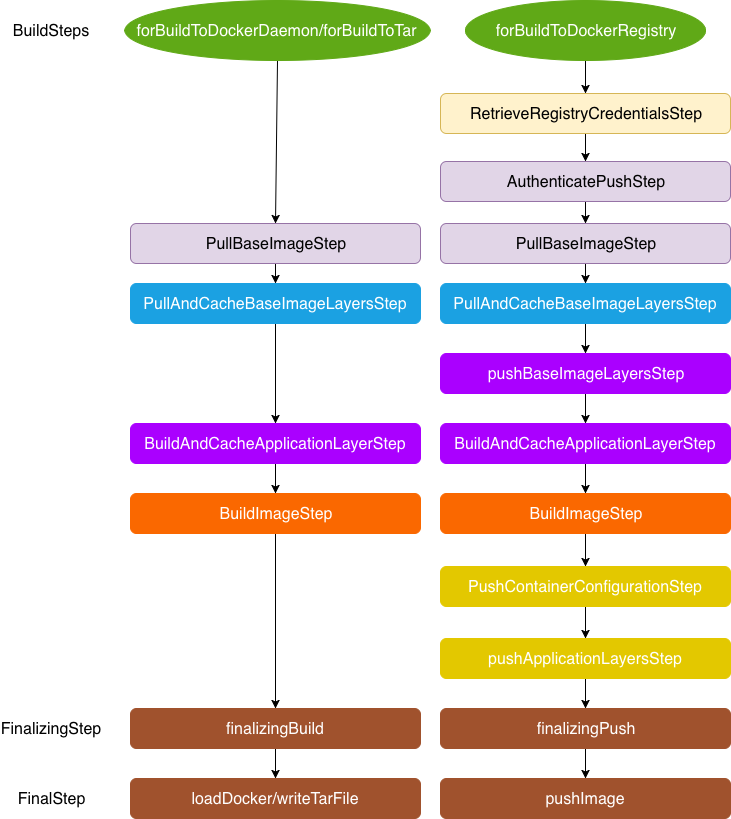 BuildSteps
forBuildToDockerDaemon/forBuildToTar
forBuildToDockerRegistry
RetrieveRegistryCredentialsStep
AuthenticatePushStep
PullBaseImageStep
PullBaseImageStep
PullAndCacheBaseImageLayersStep
PullAndCacheBaseImageLayersStep
pushBaseImageLayersStep
BuildAndCacheApplicationLayerStep
BuildAndCacheApplicationLayerStep
BuildImageStep
BuildImageStep
PushContainerConfigurationStep
pushApplicationLayersStep
FinalizingStep
finalizingBuild
finalizingPush
FinalStep
loadDocker/writeTarFile
pushImage